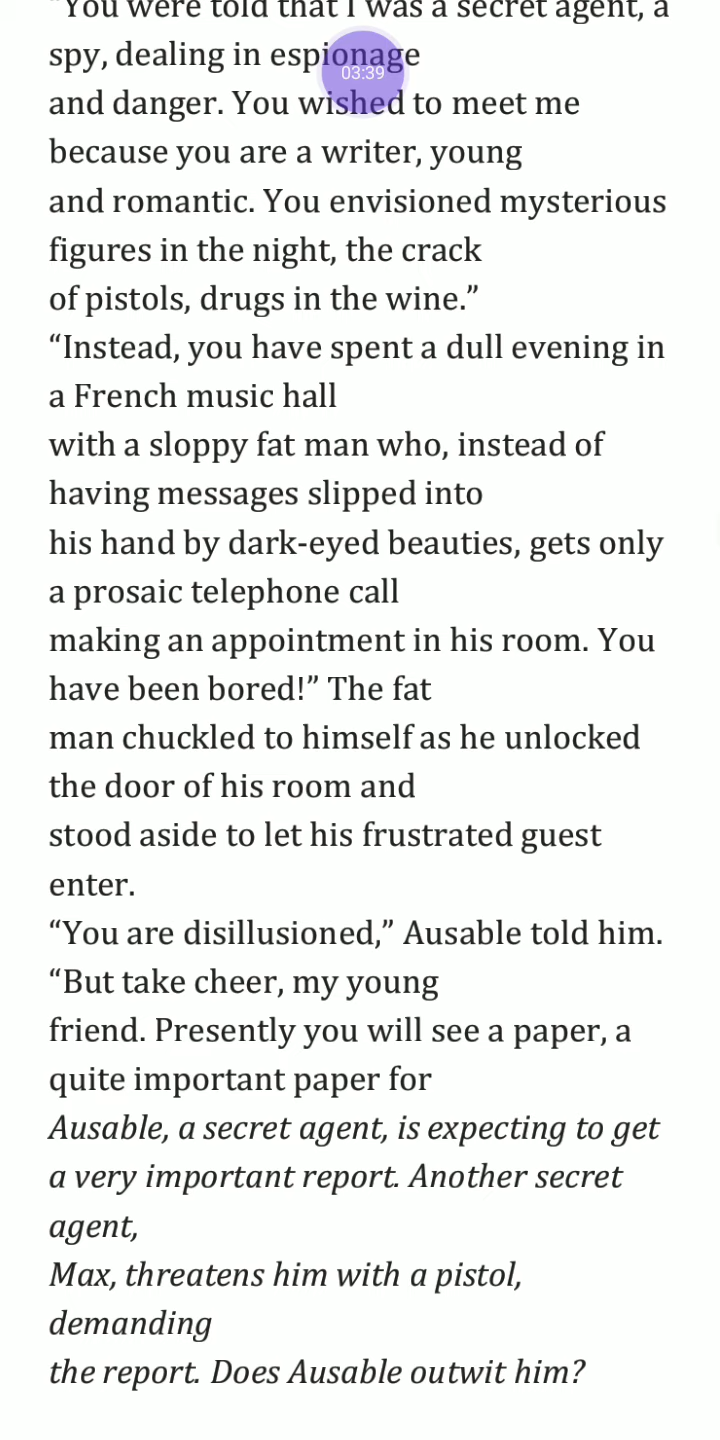 "You were told that I was a secret agent, a
spy, dealing in espionage
03:39
and danger. You wished to meet me
because you are a writer, young
and romantic. You envisioned mysterious
figures in the night, the crack
of pistols, drugs in the wine.”
“Instead, you have spent a dull evening in
a French music hall
with a sloppy fat man who, instead of
having messages slipped into
his hand by dark-eyed beauties, gets only
a prosaic telephone call
making an appointment in his room. You
have been bored!” The fat
man chuckled to himself as he unlocked
the door of his room and
stood aside to let his frustrated guest
enter.
“You are disillusioned,” Ausable told him.
“But take cheer, my young
friend. Presently you will see a paper, a
quite important paper for
Ausable, a secret agent, is expecting to get
a very important report. Another secret
agent,
Max, threatens him with a pistol,
demanding
the report. Does Ausable outwit him?